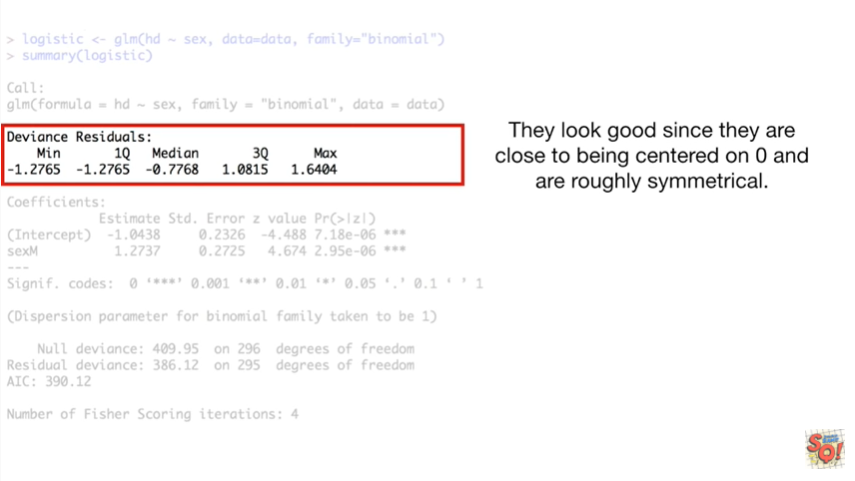 > logistic <- glm(hd ~ sex, data=data, family="binomial")
> summary(logistic)
Call:
glm(formula = hd ~ sex, family = "binomial", data = data)
Deviance Residuals:
    Min       1Q   Median       3Q      Max
-1.2765  -1.2765  -0.7768   1.0815   1.6404
They look good since they are
close to being centered on 0 and
are roughly symmetrical.
Coefficients:
            Estimate Std. Error z value Pr(>|z|)
(Intercept)  -1.0438     0.2326  -4.488 7.18e-06 ***
sexM          1.2737     0.2725   4.674 2.95e-06 ***
---
Signif. codes:  0 ‘***’ 0.001 ‘**’ 0.01 ‘*’ 0.05 ‘.’ 0.1 ‘ ’ 1
(Dispersion parameter for binomial family taken to be 1)
    Null deviance: 409.95  on 296  degrees of freedom
Residual deviance: 386.12  on 295  degrees of freedom
AIC: 390.12
Number of Fisher Scoring iterations: 4
SQ!